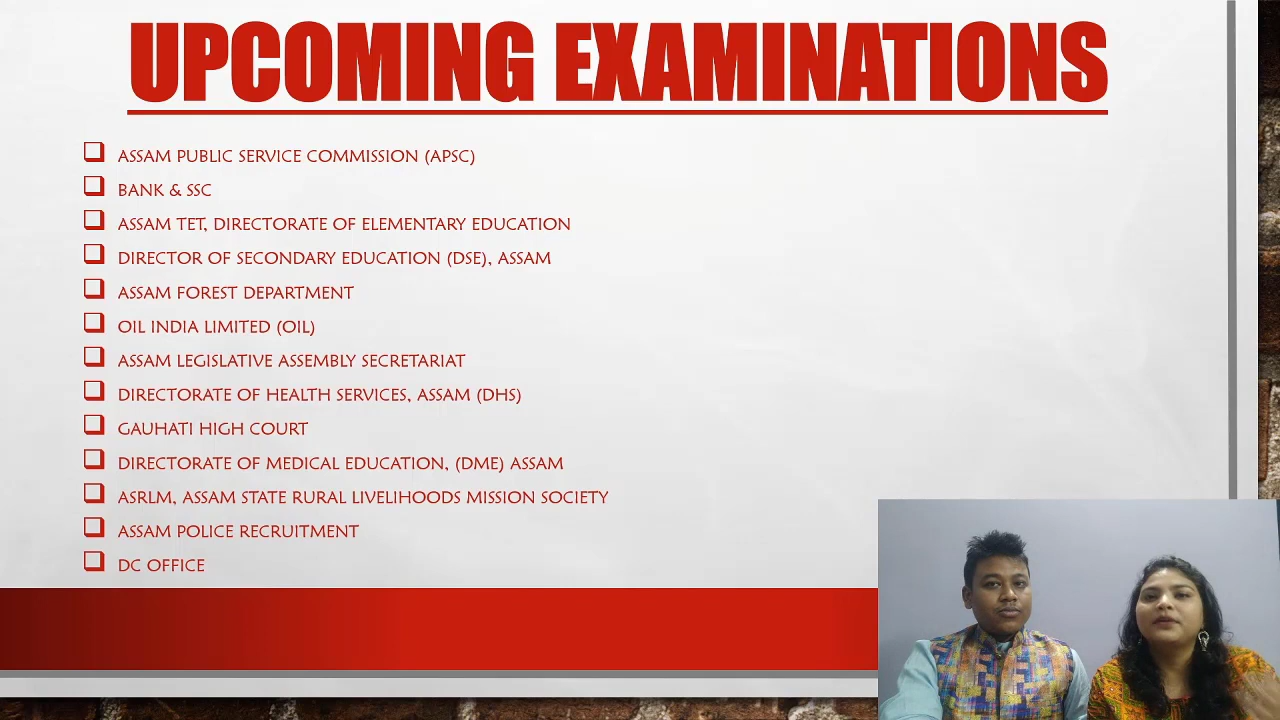 UPCOMING EXAMINATIONS
ASSAM PUBLIC SERVICE COMMISSION (APSC)
BANK & SSC
ASSAM TET, DIRECTORATE OF ELEMENTARY EDUCATION
DIRECTOR OF SECONDARY EDUCATION (DSE), ASSAM
ASSAM FOREST DEPARTMENT
OIL INDIA LIMITED (OIL)
ASSAM LEGISLATIVE ASSEMBLY SECRETARIAT
DIRECTORATE OF HEALTH SERVICES, ASSAM (DHS)
GAUHATI HIGH COURT
DIRECTORATE OF MEDICAL EDUCATION, (DME) ASSAM
ASRLM, ASSAM STATE RURAL LIVELIHOODS MISSION SOCIETY
ASSAM POLICE RECRUITMENT
DC OFFICE